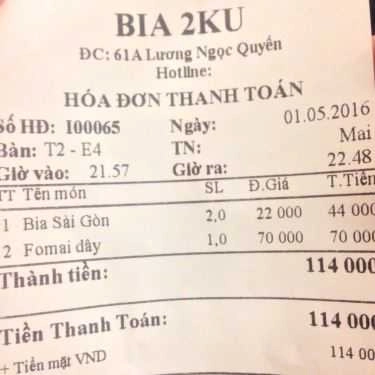 BIA 2KU
ĐC: 61A Lương Ngọc Quyến
Hotline:
HÓA ĐƠN THANH TOÁN
Số HĐ: I00065 Ngày: 01.05.2016
Bàn: T2 - E4 TN: Mai
Giờ vào: 21.57 Giờ ra: 22.48
TT Tên món SL Đ.Giá T.Tiền
1 Bia Sài Gòn 2,0 22 000 44 000
2 Fomai dây 1,0 70 000 70 000
Thành tiền: 114 000
Tiền Thanh Toán: 114 000
+ Tiền mặt VND 114 000